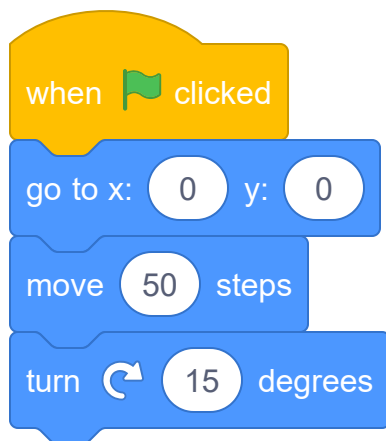 when clicked
go to x: 0 y: 0
move 50 steps
turn 15 degrees